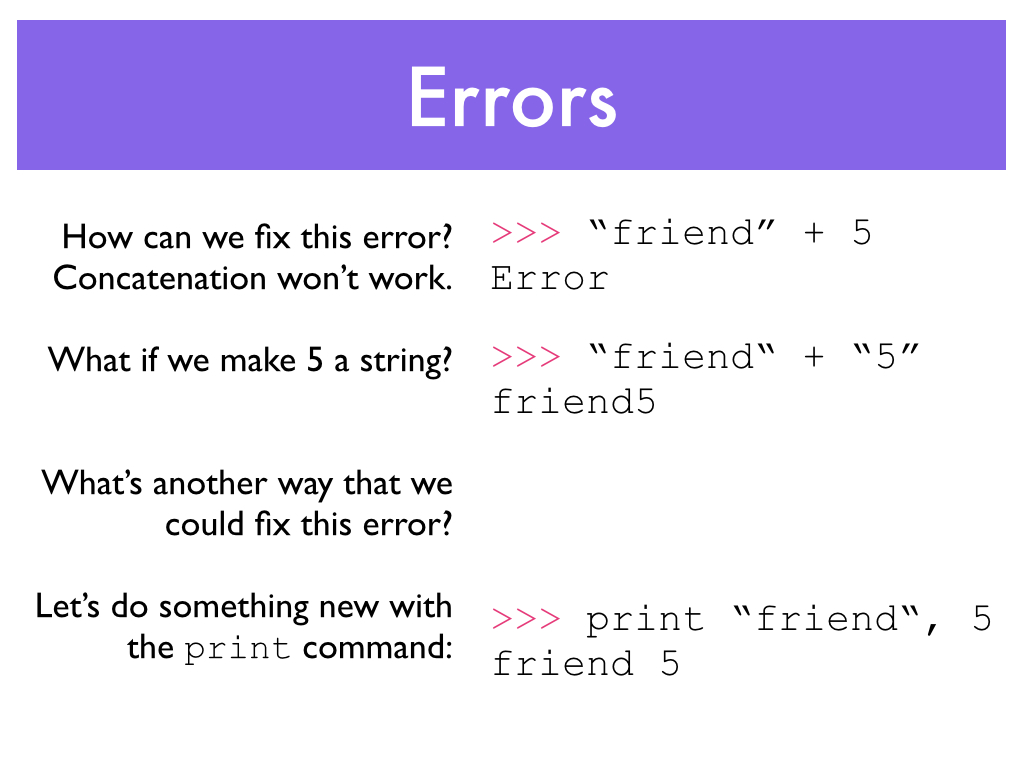 Errors
How can we fix this error?
Concatenation won’t work.
>>> “friend” + 5
Error
What if we make 5 a string?
>>> “friend“ + “5”
friend5
What’s another way that we
could fix this error?
Let’s do something new with
the print command:
>>> print “friend“, 5
friend 5